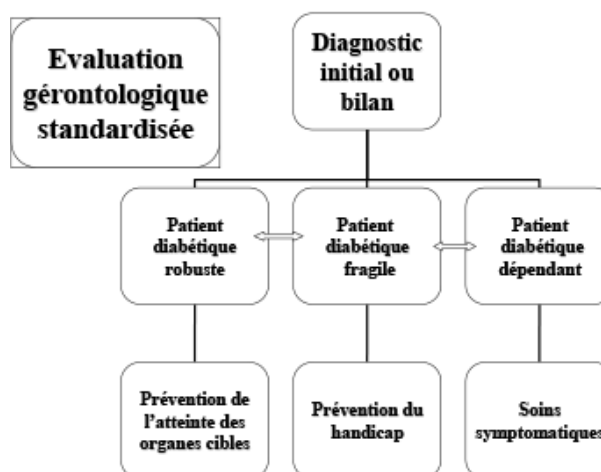 Evaluation
gérontologique
standardisée
Diagnostic
initial ou
bilan
Patient
diabétique
robuste
Patient
diabétique
fragile
Patient
diabétique
dépendant
Prévention de
l'atteinte des
organes cibles
Prévention du
handicap
Soins
symptomatiques